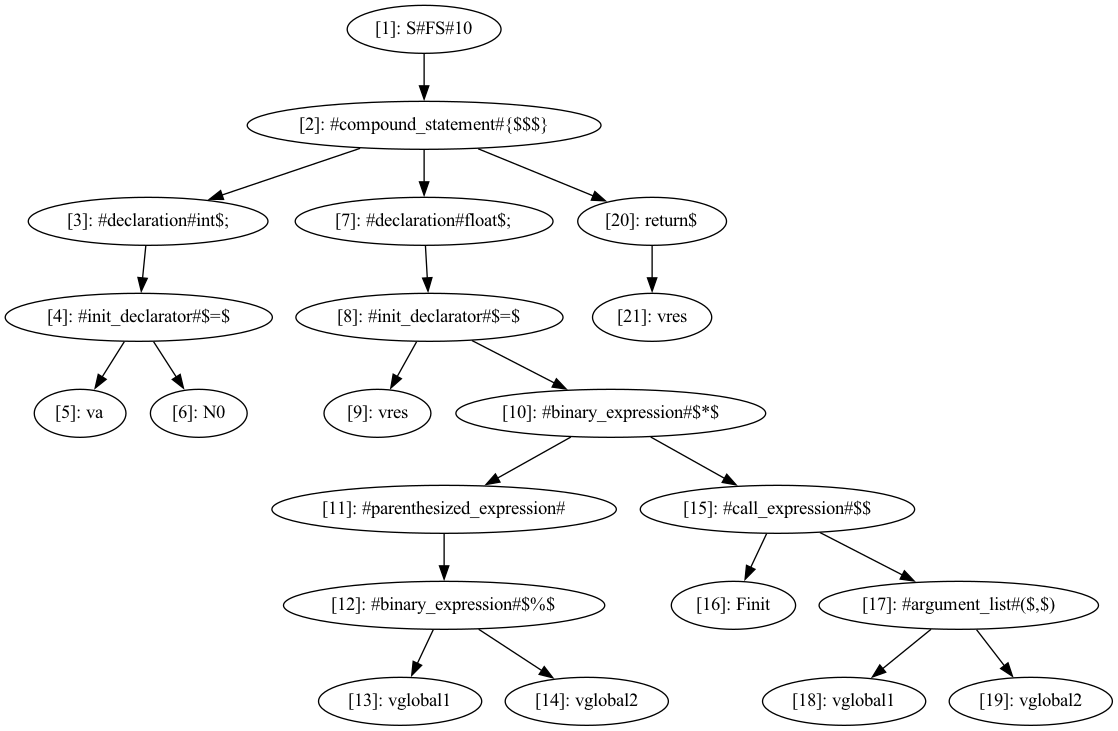 [1]: S#FS#10
[2]: #compound_statement#{$$$}
[3]: #declaration#int$;
[7]: #declaration#float$;
[20]: return$
[4]: #init_declarator#$=$
[8]: #init_declarator#$=$
[21]: vres
[5]: va
[6]: N0
[9]: vres
[10]: #binary_expression#$*$
[11]: #parenthesized_expression#
[15]: #call_expression#$$
[12]: #binary_expression#$%$
[16]: Finit
[17]: #argument_list#($,$)
[13]: vglobal1
[14]: vglobal2
[18]: vglobal1
[19]: vglobal2